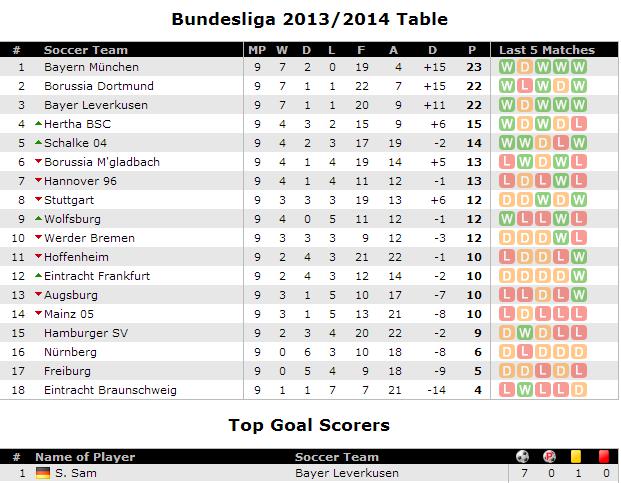 Bundesliga 2013/2014 Table
# Soccer Team MP W D L F A D P Last 5 Matches
1 Bayern München 9 7 2 0 19 4 +15 23 W D W W W
2 Borussia Dortmund 9 7 1 1 22 7 +15 22 W L W D W
3 Bayer Leverkusen 9 7 1 1 20 9 +11 22 W D W W W
4 Hertha BSC 9 4 3 2 15 9 +6 15 W D W D L
5 Schalke 04 9 4 2 3 17 19 -2 14 W W D L W
6 Borussia M'gladbach 9 4 1 4 19 14 +5 13 L W D L W
7 Hannover 96 9 4 1 4 11 12 -1 13 L D L W L
8 Stuttgart 9 3 3 3 19 13 +6 12 D D W D W
9 Wolfsburg 9 4 0 5 11 12 -1 12 W L L W L
10 Werder Bremen 9 3 3 3 9 12 -3 12 D D D W L
11 Hoffenheim 9 2 4 3 21 22 -1 10 L D D L W
12 Eintracht Frankfurt 9 2 4 3 12 14 -2 10 D D D D W
13 Augsburg 9 3 1 5 10 17 -7 10 L L D L W
14 Mainz 05 9 3 1 5 13 21 -8 10 L D L L L
15 Hamburger SV 9 2 3 4 20 22 -2 9 D W D L W
16 Nürnberg 9 0 6 3 10 18 -8 6 D L D D D
17 Freiburg 9 0 5 4 9 18 -9 5 D D L D L
18 Eintracht Braunschweig 9 1 1 7 7 21 -14 4 L W L L D
Top Goal Scorers
# Name of Player Soccer Team P
1 S. Sam Bayer Leverkusen 7 0 1 0